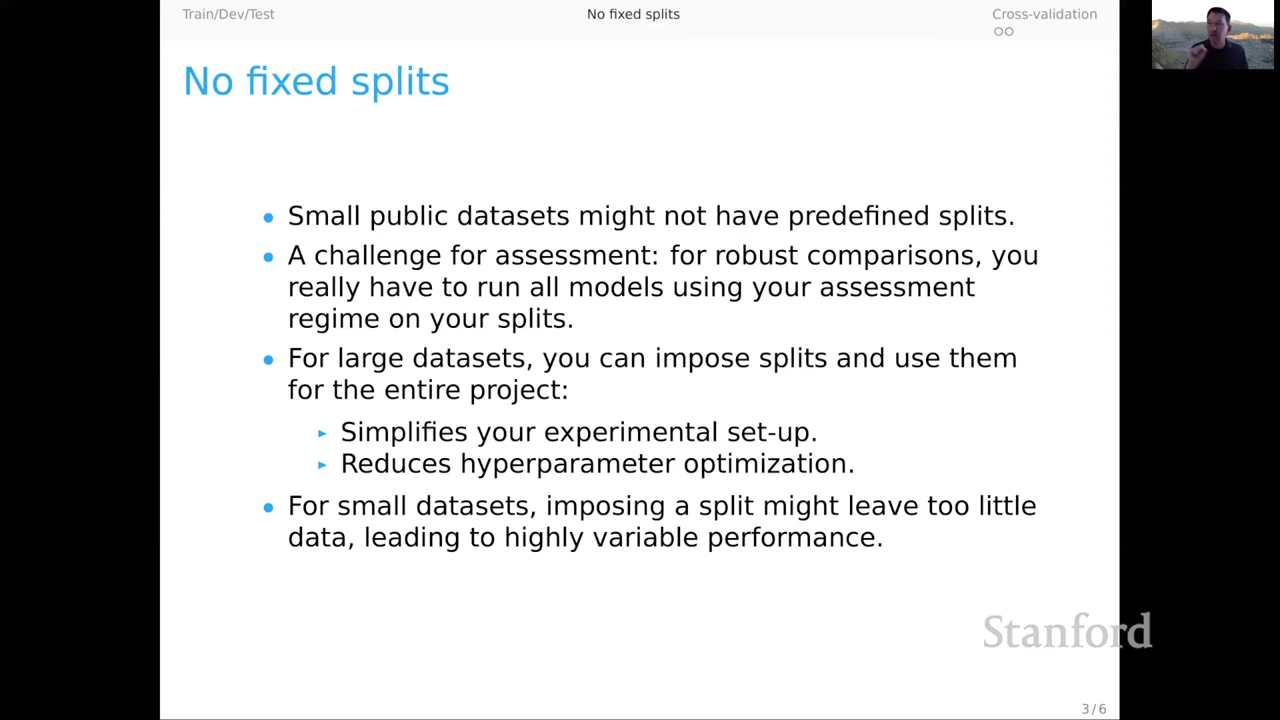 Train/Dev/Test
No fixed splits
Cross-validation
No fixed splits
• Small public datasets might not have predefined splits.
• A challenge for assessment: for robust comparisons, you
really have to run all models using your assessment
regime on your splits.
• For large datasets, you can impose splits and use them
for the entire project:
▸ Simplifies your experimental set-up.
▸ Reduces hyperparameter optimization.
• For small datasets, imposing a split might leave too little
data, leading to highly variable performance.
Stanford
3/6